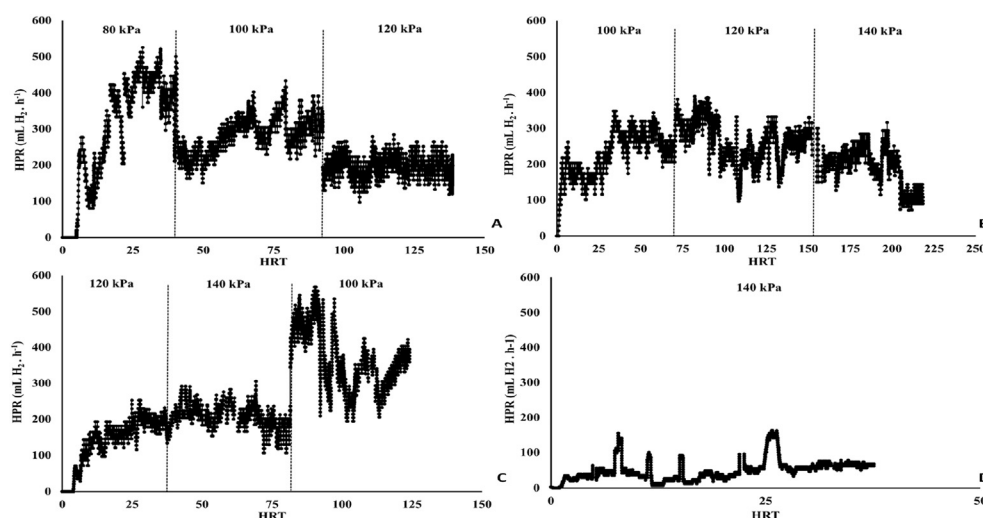 80 kPa 100 kPa 120 kPa
600
500
400
300
200
100
0
HPR (mL H₂ . h⁻¹)
0 25 50 75 100 125 150
HRT
A
100 kPa 120 kPa 140 kPa
600
500
400
300
200
100
0
HPR (mL H₂ . h⁻¹)
0 25 50 75 100 125 150 175 200 225 250
HRT
120 kPa 140 kPa 100 kPa
600
500
400
300
200
100
0
HPR (mL H₂ . h⁻¹)
0 25 50 75 100 125 150
HRT
C
140 kPa
600
500
400
300
200
100
0
HPR (mL H2 . h-1)
0 25 50
HRT